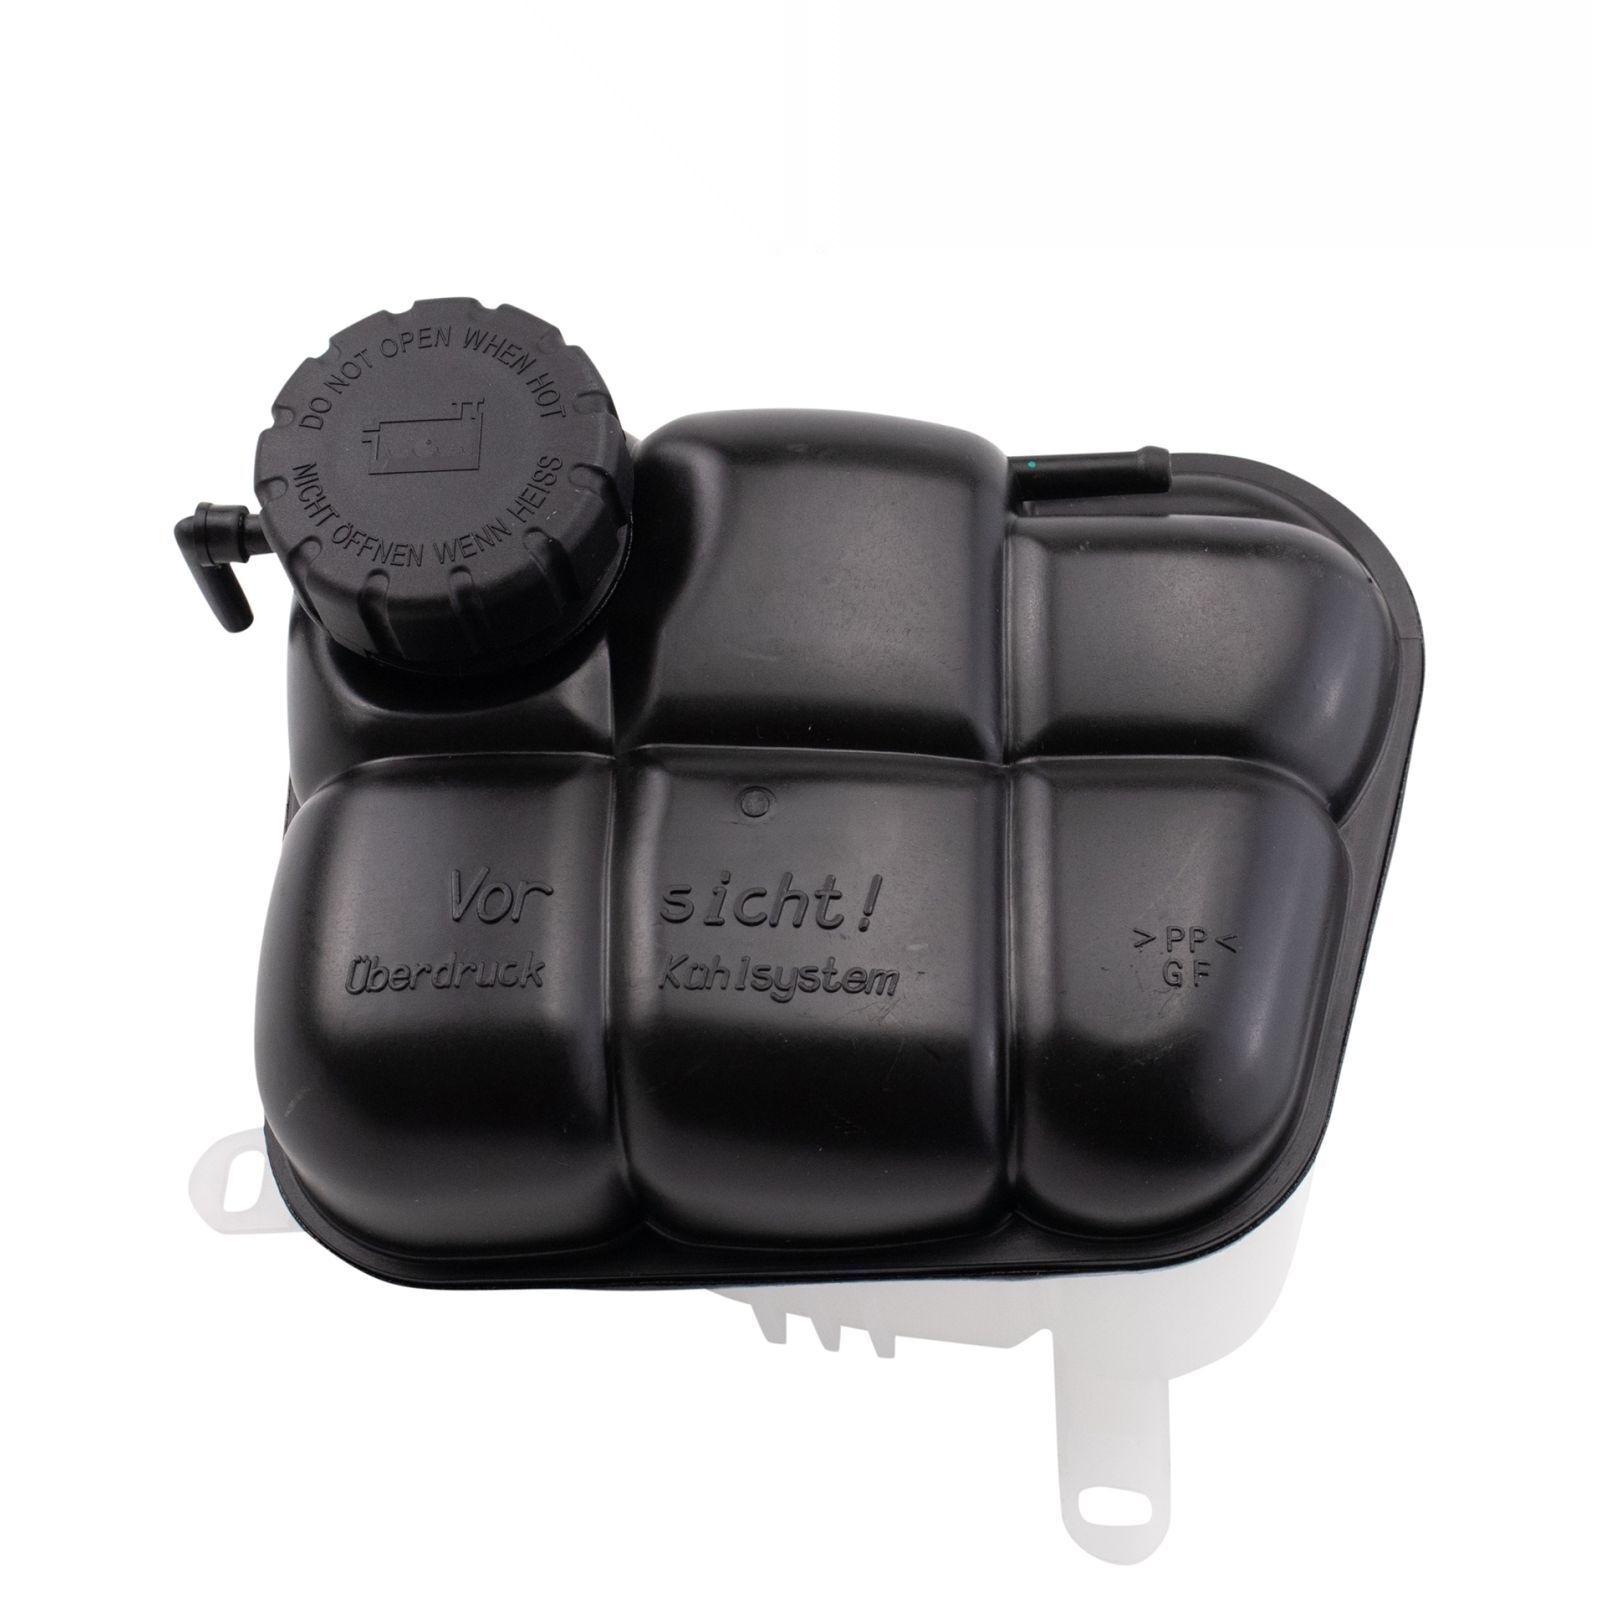 DO NOT OPEN WHEN HOT
NICHT ÖFFNEN WENN HEISS
Vor sicht!
Überdruck Kühlsystem
>PP<
GF